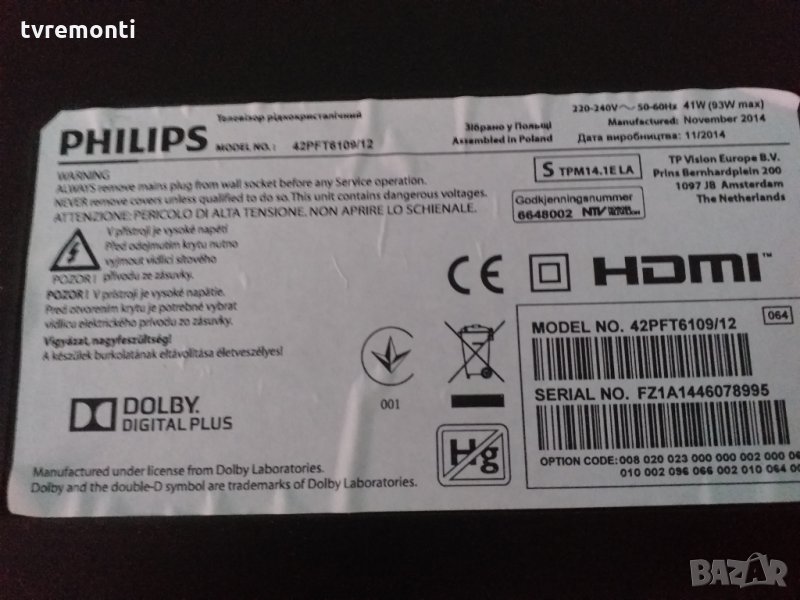 tvremonti
Телевізор рідкокристалічний
PHILIPS MODEL NO.: 42PFT6109/12
Зібрано у Польщі
Assembled in Poland
220-240V ~ 50-60Hz 41W (93W max)
Manufactured: November 2014
Дата виробництва: 11/2014
WARNING
ALWAYS remove mains plug from wall socket before any Service operation.
NEVER remove covers unless qualified to do so. This unit contains dangerous voltages.
ATTENZIONE: PERICOLO DI ALTA TENSIONE. NON APRIRE LO SCHIENALE.
S TPM14.1E LA
TP Vision Europe B.V.
Prins Bernhardplein 200
1097 JB Amsterdam
The Netherlands
Godkjenningsnummer
6648002 NTV
V přístroji je vysoké napětí
Před odejmutím krytu nutno
vyjmout vidlici síťového
POZOR ! přívodu ze zásuvky.
POZOR ! V prístroji je vysoké napätie.
Pred otvorením krytu je potrebné vybrat
vidlicu elektrického prívodu zo zásuvky.
Vigyázat, nagyfeszültség!
A készülek burkolatának eltávolítása életveszélyes!
CE HDMI™
001
DOLBY.
DIGITAL PLUS
Hg
MODEL NO. 42PFT6109/12 064
SERIAL NO. FZ1A1446078995
OPTION CODE: 008 020 023 000 000 002 000 06
010 002 096 066 002 010 064 00
Manufactured under license from Dolby Laboratories.
Dolby and the double-D symbol are trademarks of Dolby Laboratories.
BAZAR